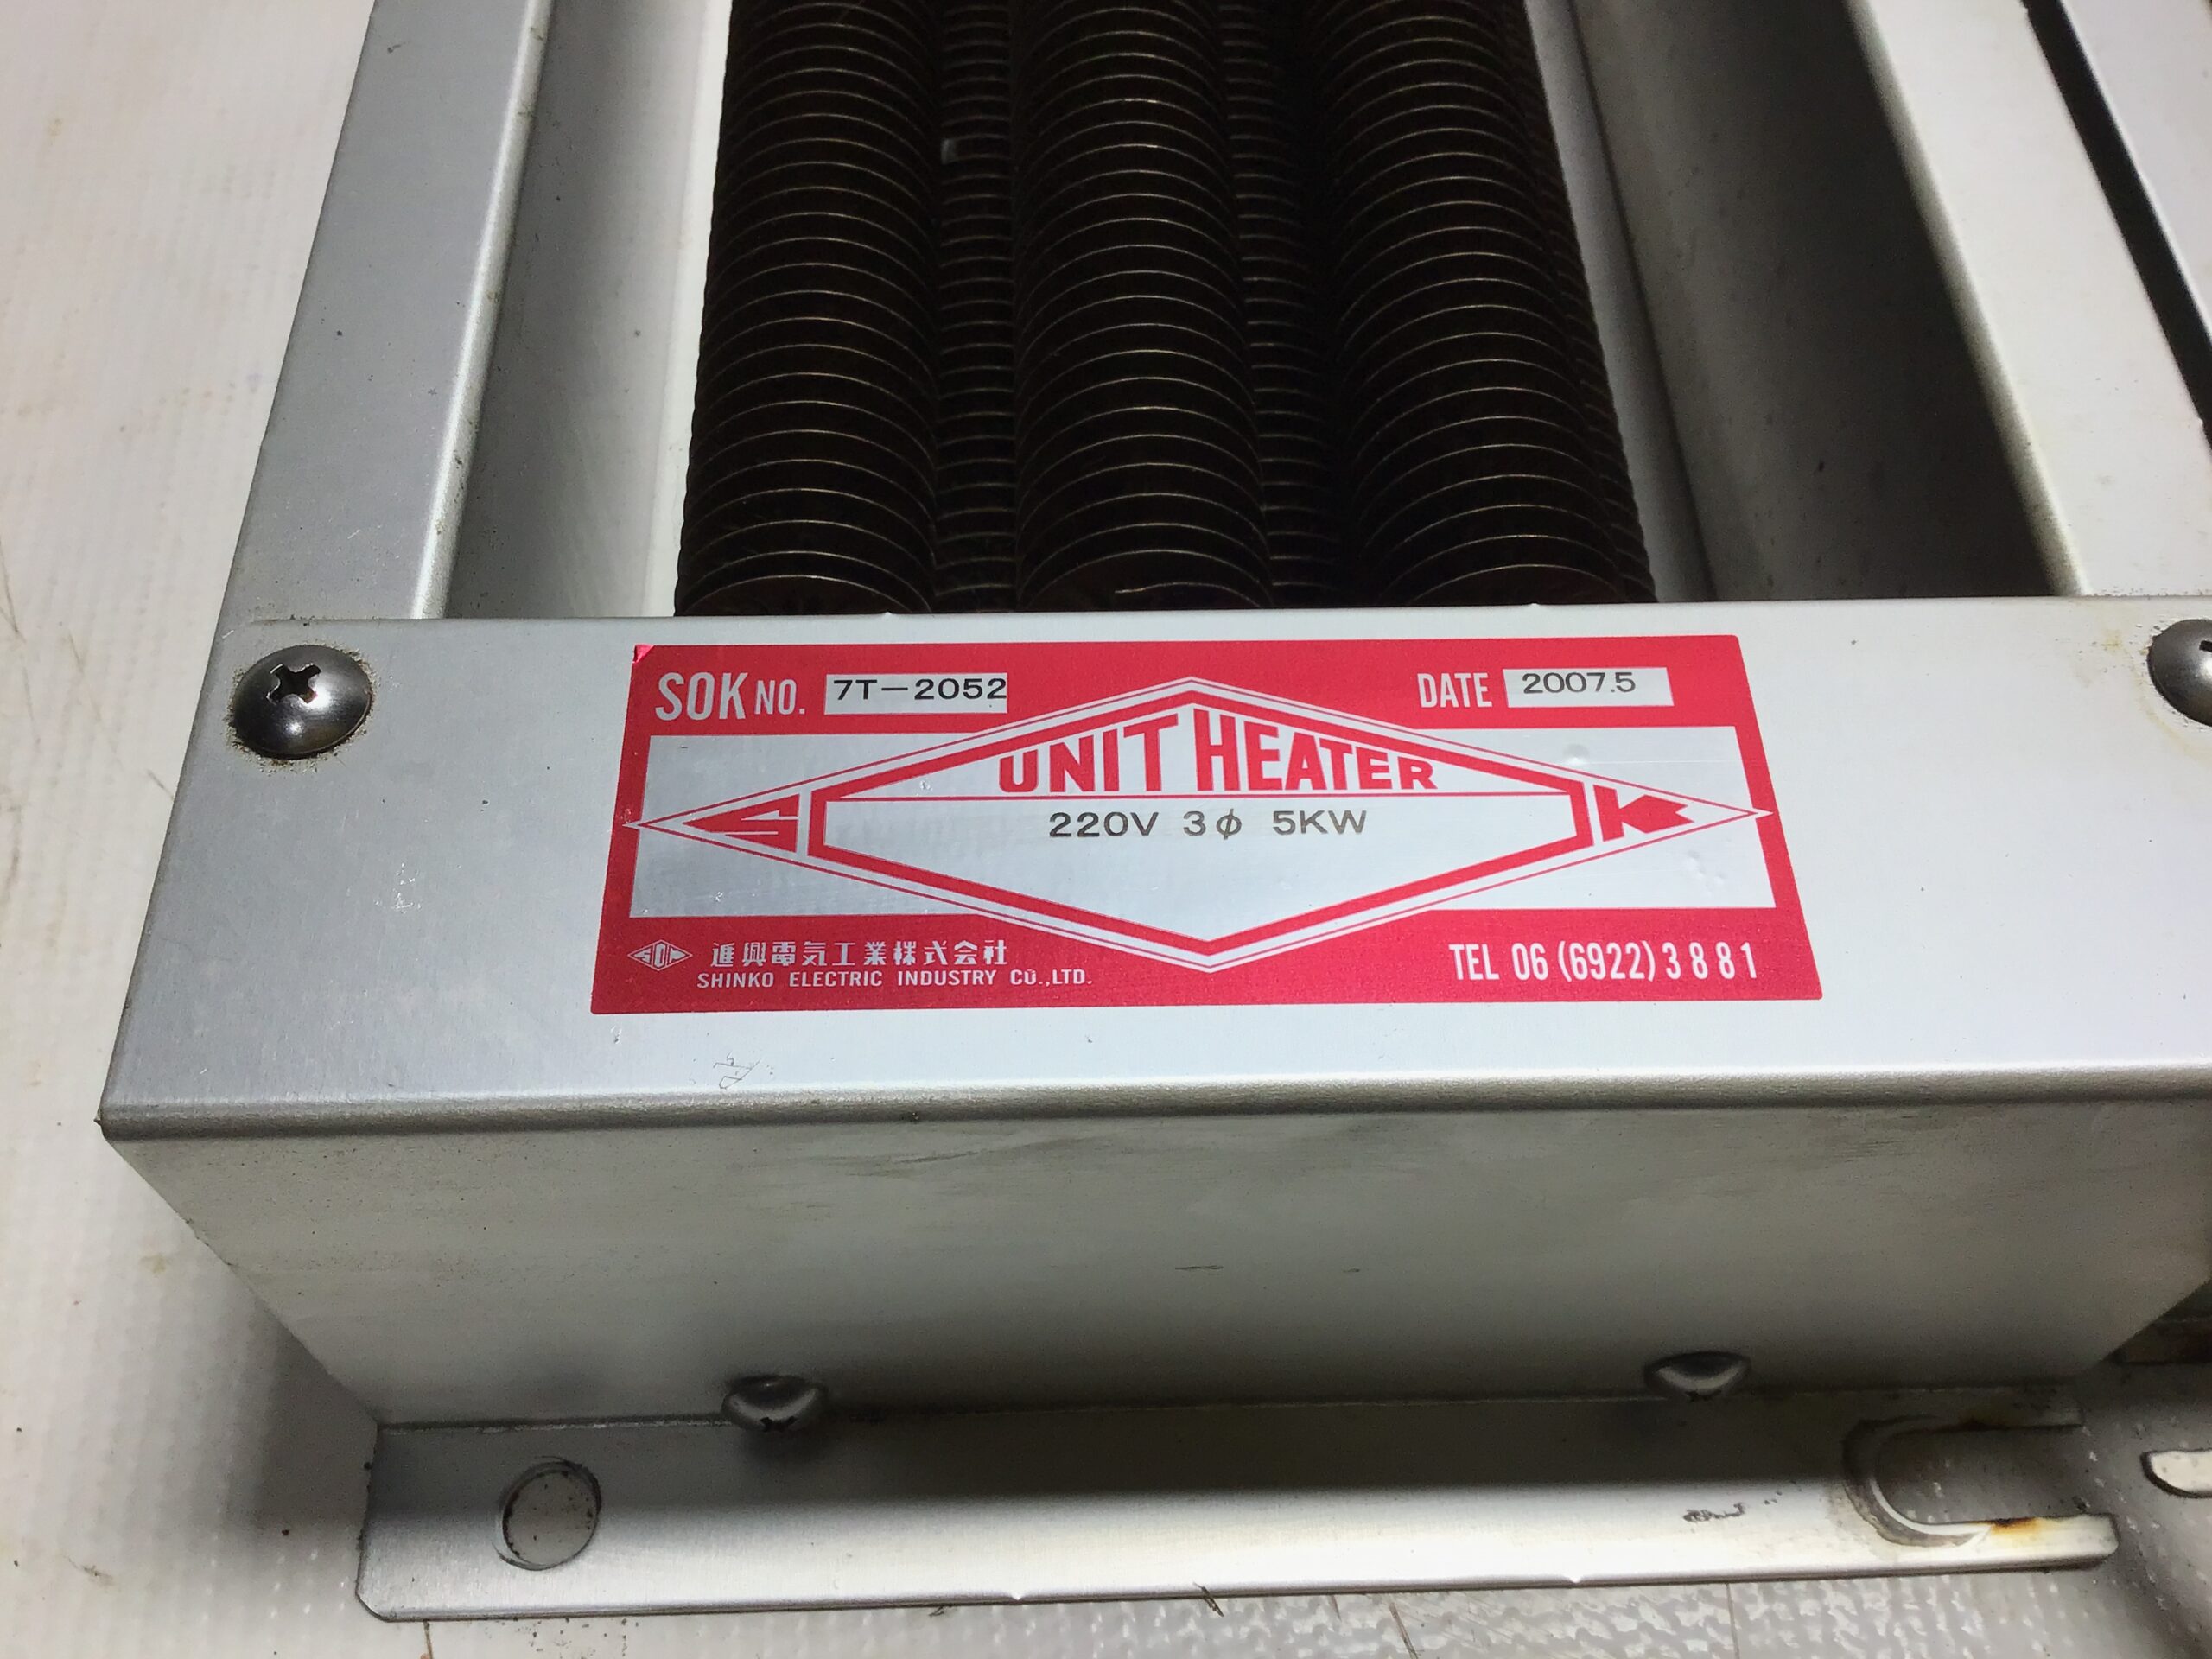 SOK NO. 7T-2052 DATE 2007.5
UNIT HEATER
S K
220V 3φ 5KW
SOK 進興電気工業株式会社
SHINKO ELECTRIC INDUSTRY CO.,LTD.
TEL 06 (6922) 3881